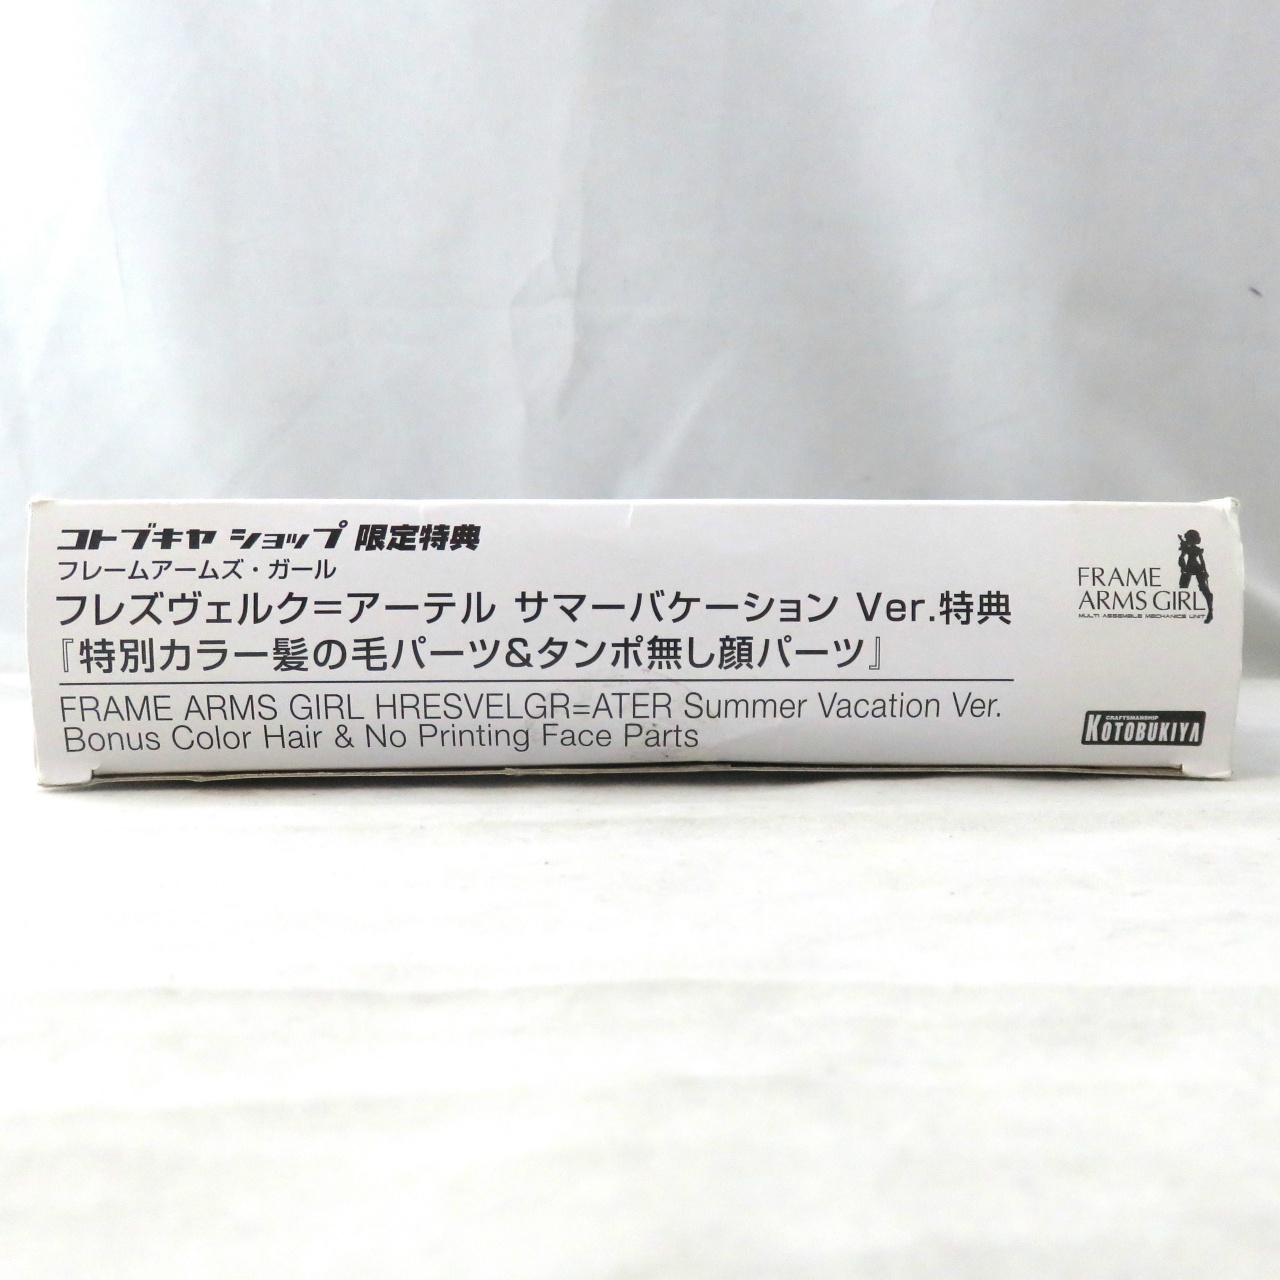 コトブキヤ ショップ 限定特典
フレームアームズ・ガール
フレズヴェルク=アーテル サマーバケーション Ver.特典
『特別カラー髪の毛パーツ&タンポ無し顔パーツ』
FRAME ARMS GIRL HRESVELGR=ATER Summer Vacation Ver.
Bonus Color Hair & No Printing Face Parts
FRAME
ARMS GIRL
MULTI ASSEMBLE MECHANICS UNIT
CRAFTSMANSHIP
KOTOBUKIYA